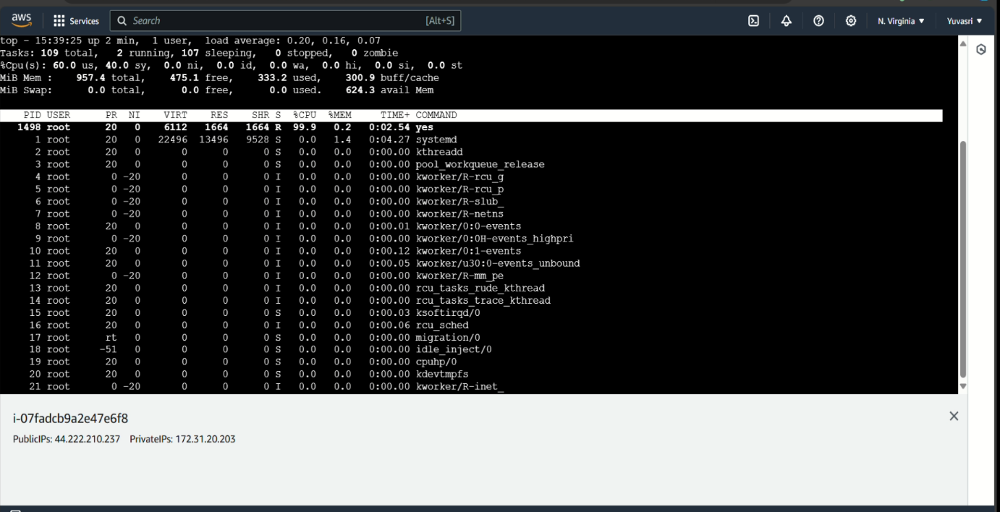 aws Services Search [Alt+S] N. Virginia Yuvasri
top - 15:39:25 up 2 min, 1 user, load average: 0.20, 0.16, 0.07
Tasks: 109 total, 2 running, 107 sleeping, 0 stopped, 0 zombie
%Cpu(s): 60.0 us, 40.0 sy, 0.0 ni, 0.0 id, 0.0 wa, 0.0 hi, 0.0 si, 0.0 st
MiB Mem : 957.4 total, 475.1 free, 333.2 used, 300.9 buff/cache
MiB Swap: 0.0 total, 0.0 free, 0.0 used. 624.3 avail Mem
PID USER PR NI VIRT RES SHR S %CPU %MEM TIME+ COMMAND
1498 root 20 0 6112 1664 1664 R 99.9 0.2 0:02.54 yes
1 root 20 0 22496 13496 9528 S 0.0 1.4 0:04.27 systemd
2 root 20 0 0 0 0 S 0.0 0.0 0:00.00 kthreadd
3 root 20 0 0 0 0 S 0.0 0.0 0:00.00 pool_workqueue_release
4 root 0 -20 0 0 0 I 0.0 0.0 0:00.00 kworker/R-rcu_g
5 root 0 -20 0 0 0 I 0.0 0.0 0:00.00 kworker/R-rcu_p
6 root 0 -20 0 0 0 I 0.0 0.0 0:00.00 kworker/R-slub_
7 root 0 -20 0 0 0 I 0.0 0.0 0:00.00 kworker/R-netns
8 root 20 0 0 0 0 I 0.0 0.0 0:00.01 kworker/0:0-events
9 root 0 -20 0 0 0 I 0.0 0.0 0:00.00 kworker/0:0H-events_highpri
10 root 20 0 0 0 0 I 0.0 0.0 0:00.12 kworker/0:1-events
11 root 20 0 0 0 0 I 0.0 0.0 0:00.05 kworker/u30:0-events_unbound
12 root 0 -20 0 0 0 I 0.0 0.0 0:00.00 kworker/R-mm_pe
13 root 20 0 0 0 0 I 0.0 0.0 0:00.00 rcu_tasks_rude_kthread
14 root 20 0 0 0 0 I 0.0 0.0 0:00.00 rcu_tasks_trace_kthread
15 root 20 0 0 0 0 S 0.0 0.0 0:00.03 ksoftirqd/0
16 root 20 0 0 0 0 I 0.0 0.0 0:00.06 rcu_sched
17 root rt 0 0 0 0 S 0.0 0.0 0:00.00 migration/0
18 root -51 0 0 0 0 S 0.0 0.0 0:00.00 idle_inject/0
19 root 20 0 0 0 0 S 0.0 0.0 0:00.00 cpuhp/0
20 root 20 0 0 0 0 S 0.0 0.0 0:00.00 kdevtmpfs
21 root 0 -20 0 0 0 I 0.0 0.0 0:00.00 kworker/R-inet_
i-07fadcb9a2e47e6f8
PublicIPs: 44.222.210.237 PrivateIPs: 172.31.20.203